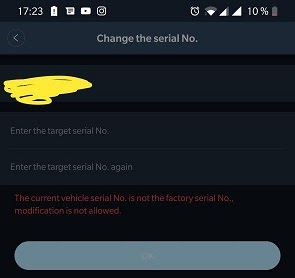 17:23 10 %
Change the serial No.
Enter the target serial No.
Enter the target serial No. again
The current vehicle serial No. is not the factory serial No.,
modification is not allowed.
OK